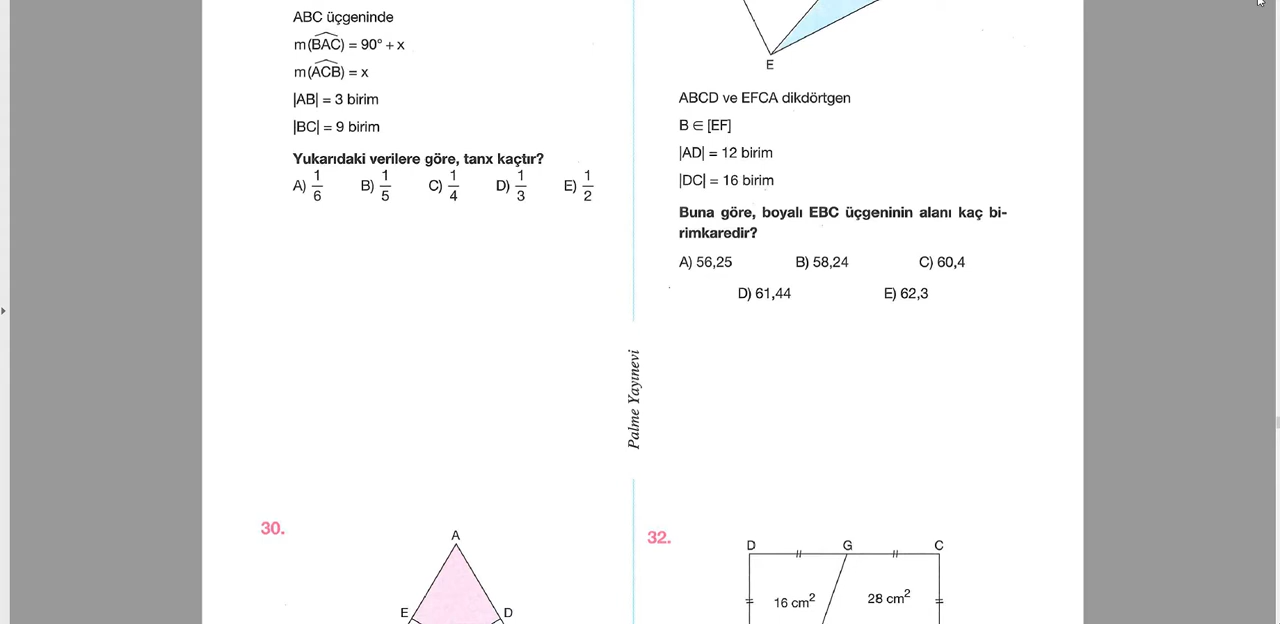 ABC üçgeninde
m(BAC) = 90° + x
m(ACB) = x
|AB| = 3 birim
|BC| = 9 birim
Yukarıdaki verilere göre, tanx kaçtır?
A) 1/6 B) 1/5 C) 1/4 D) 1/3 E) 1/2
E
ABCD ve EFCA dikdörtgen
B ∈ [EF]
|AD| = 12 birim
|DC| = 16 birim
Buna göre, boyalı EBC üçgeninin alanı kaç bi-
rimkaredir?
A) 56,25 B) 58,24 C) 60,4
D) 61,44 E) 62,3
Palme Yayınevi
30.
A
E D
32.
D G C
16 cm² 28 cm²